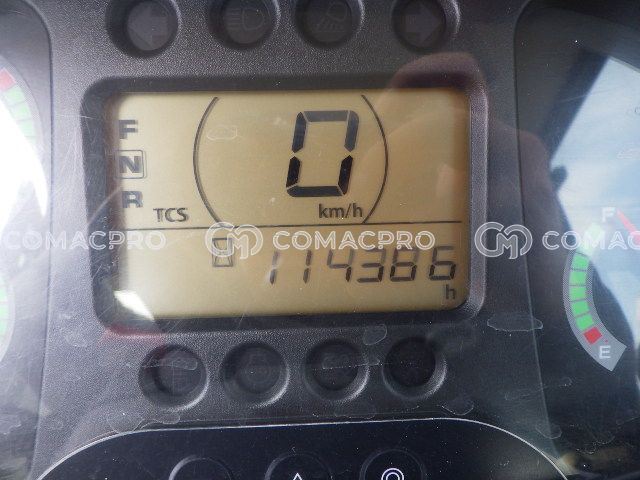 F
N
R
TCS
0
km/h
COMACPRO COMACPRO COMACPRO
114386
h
F
E